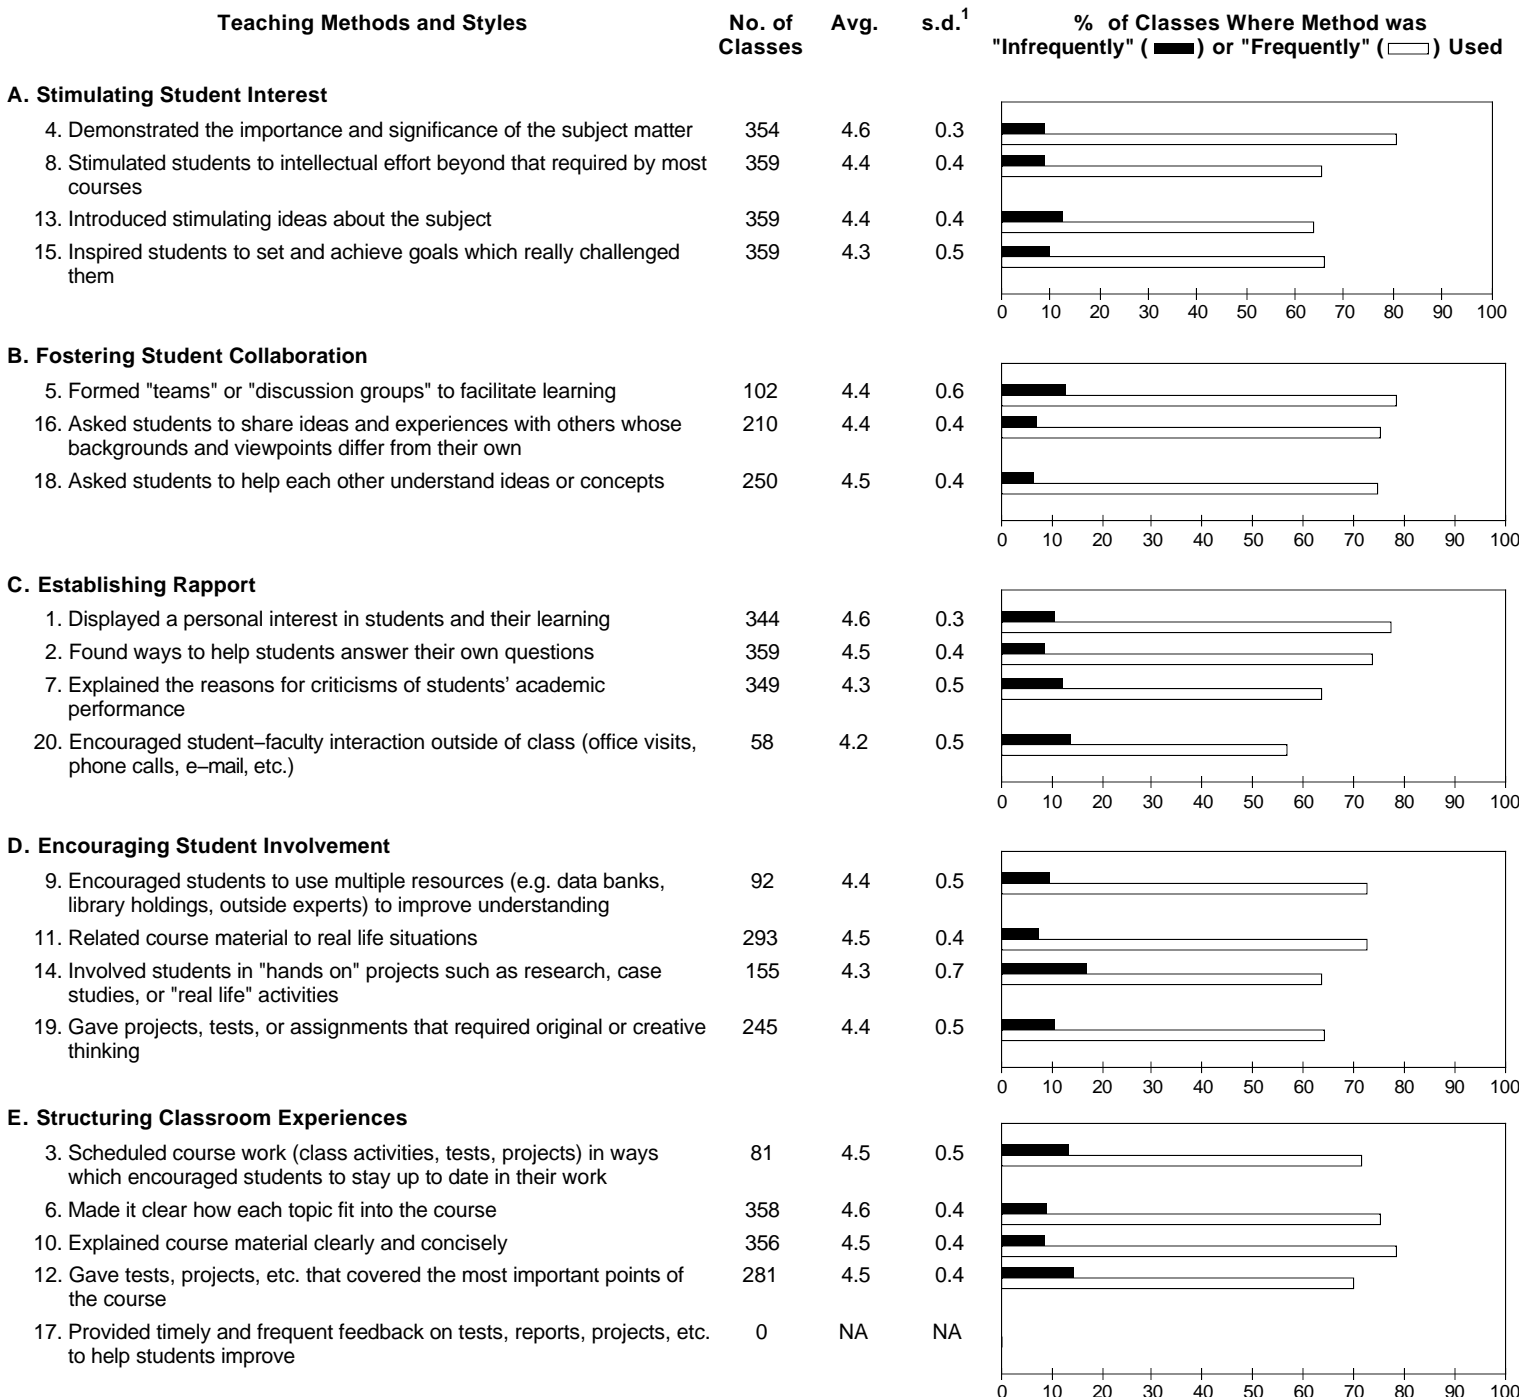 Teaching Methods and Styles No. of Classes Avg. s.d.1 % of Classes Where Method was "Infrequently" ( ) or "Frequently" ( ) Used
A. Stimulating Student Interest
4. Demonstrated the importance and significance of the subject matter 354 4.6 0.3
8. Stimulated students to intellectual effort beyond that required by most 359 4.4 0.4
courses
13. Introduced stimulating ideas about the subject 359 4.4 0.4
15. Inspired students to set and achieve goals which really challenged 359 4.3 0.5
them
0 10 20 30 40 50 60 70 80 90 100
B. Fostering Student Collaboration
5. Formed "teams" or "discussion groups" to facilitate learning 102 4.4 0.6
16. Asked students to share ideas and experiences with others whose 210 4.4 0.4
backgrounds and viewpoints differ from their own
18. Asked students to help each other understand ideas or concepts 250 4.5 0.4
0 10 20 30 40 50 60 70 80 90 100
C. Establishing Rapport
1. Displayed a personal interest in students and their learning 344 4.6 0.3
2. Found ways to help students answer their own questions 359 4.5 0.4
7. Explained the reasons for criticisms of students’ academic 349 4.3 0.5
performance
20. Encouraged student−faculty interaction outside of class (office visits, 58 4.2 0.5
phone calls, e−mail, etc.)
0 10 20 30 40 50 60 70 80 90 100
D. Encouraging Student Involvement
9. Encouraged students to use multiple resources (e.g. data banks, 92 4.4 0.5
library holdings, outside experts) to improve understanding
11. Related course material to real life situations 293 4.5 0.4
14. Involved students in "hands on" projects such as research, case 155 4.3 0.7
studies, or "real life" activities
19. Gave projects, tests, or assignments that required original or creative 245 4.4 0.5
thinking
0 10 20 30 40 50 60 70 80 90 100
E. Structuring Classroom Experiences
3. Scheduled course work (class activities, tests, projects) in ways 81 4.5 0.5
which encouraged students to stay up to date in their work
6. Made it clear how each topic fit into the course 358 4.6 0.4
10. Explained course material clearly and concisely 356 4.5 0.4
12. Gave tests, projects, etc. that covered the most important points of 281 4.5 0.4
the course
17. Provided timely and frequent feedback on tests, reports, projects, etc. 0 NA NA
to help students improve
0 10 20 30 40 50 60 70 80 90 100